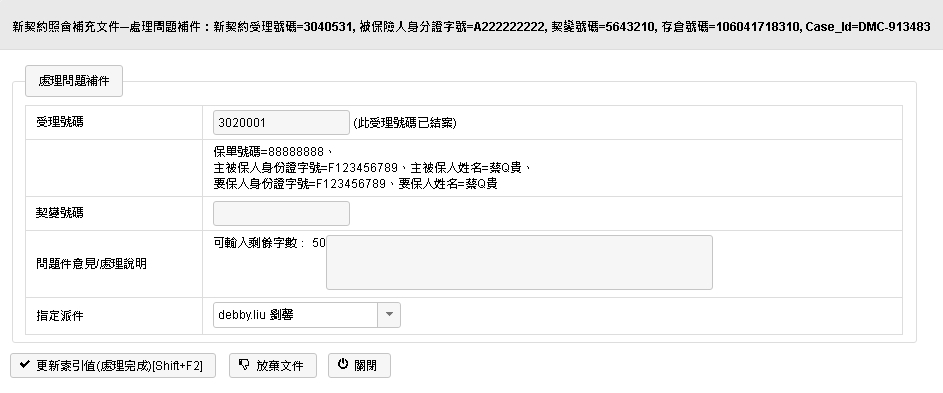 新契約照會補充文件─處理問題補件：新契約受理號碼=3040531, 被保險人身分證字號=A222222222, 契變號碼=5643210, 存倉號碼=106041718310, Case_Id=DMC-913483
處理問題補件
受理號碼 3020001 (此受理號碼已結案)
保單號碼=88888888、
主被保人身份證字號=F123456789、主被保人姓名=蔡Q貴、
要保人身份證字號=F123456789、要保人姓名=蔡Q貴
契變號碼
可輸入剩餘字數： 50
問題件意見/處理說明
指定派件 debby.liu 劉馨
更新索引值(處理完成)[Shift+F2] 放棄文件 關閉